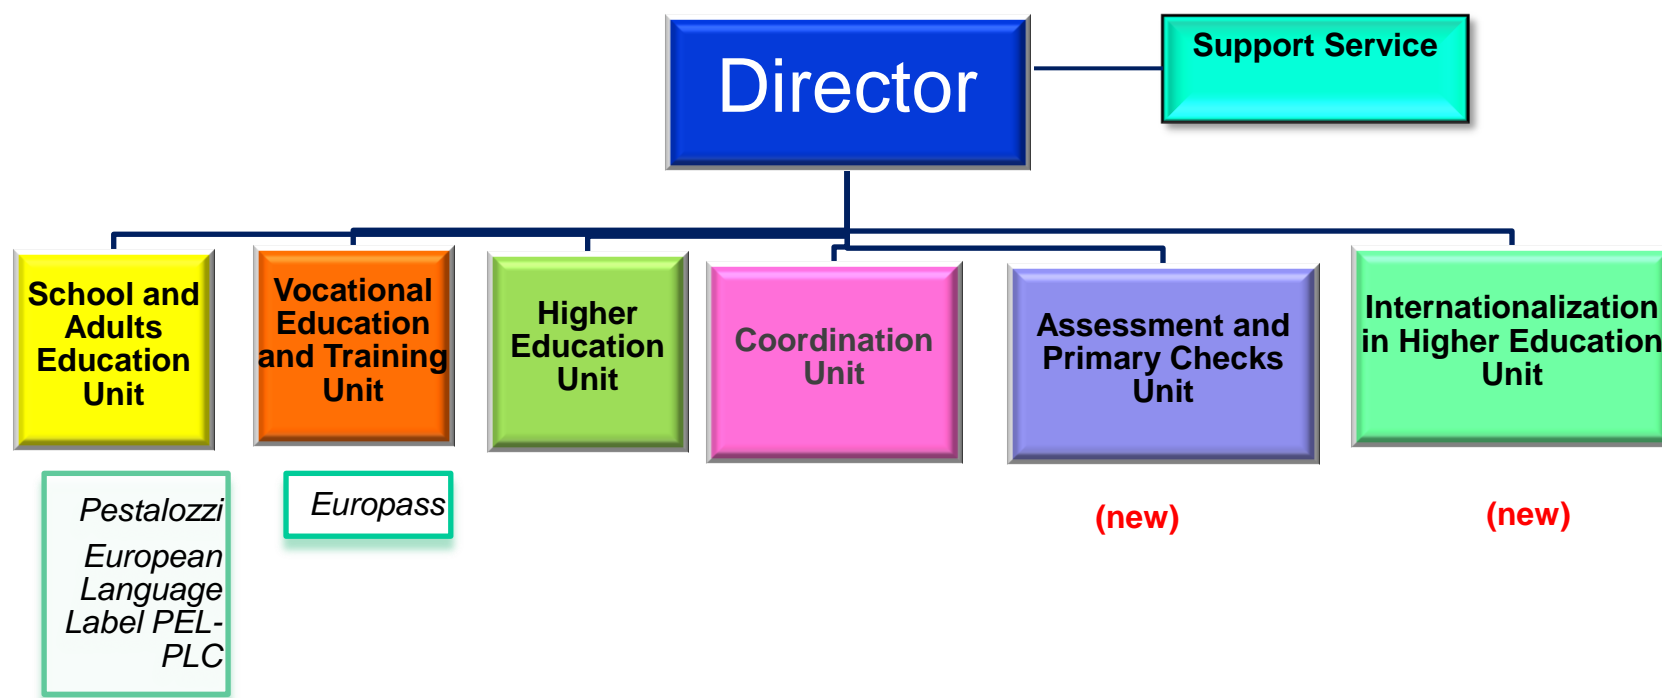 Director
Support Service
School and
Adults
Education
Unit
Vocational
Education
and Training
Unit
Higher
Education
Unit
Coordination
Unit
Assessment and
Primary Checks
Unit
Internationalization
in Higher Education
Unit
Pestalozzi
European
Language
Label PEL-
PLC
Europass
(new)
(new)